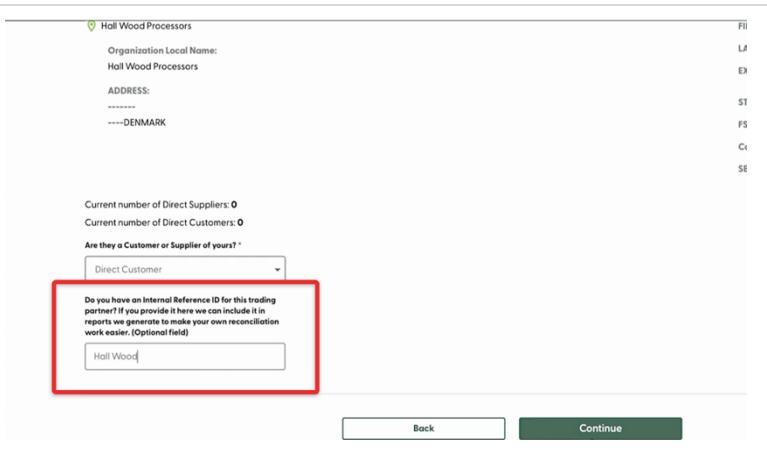 Hall Wood Processors
Organization Local Name:
Hall Wood Processors
ADDRESS:
-------
----DENMARK
Current number of Direct Suppliers: 0
Current number of Direct Customers: 0
Are they a Customer or Supplier of yours? *
Direct Customer
Do you have an Internal Reference ID for this trading
partner? If you provide it here we can include it in
reports we generate to make your own reconciliation
work easier. (Optional field)
Hall Wood
Back
Continue